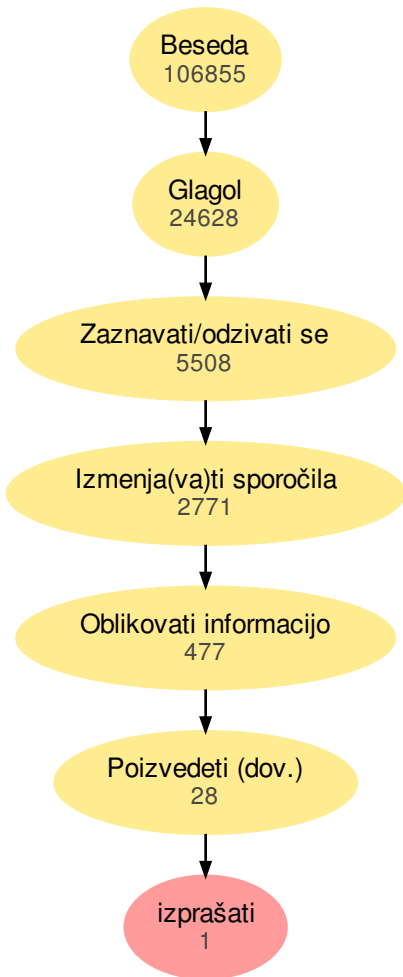 Beseda
106855
Glagol
24628
Zaznavati/odzivati se
5508
Izmenja(va)ti sporočila
2771
Oblikovati informacijo
477
Poizvedeti (dov.)
28
izprašati
1